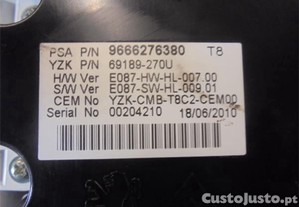 PSA P/N 9666276380 T8
YZK P/N 69189-270U
H/W Ver E087-HW-HL-007.00
S/W Ver E087-SW-HL-009.01
CEM No YZK-CMB-T8C2-CEM00
Serial No 00204210 18/06/2010
CustoJusto.pt